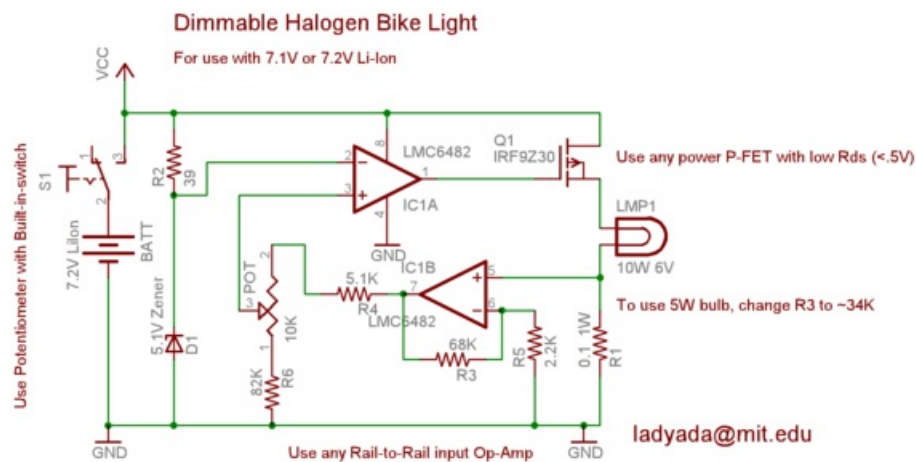 Dimmable Halogen Bike Light
For use with 7.1V or 7.2V Li-Ion
VCC
Use Potentiometer with Built-in-switch
S1
1
3
2
7.2V LiIon
BATT
R2
39
5.1V Zener
D1
2
3
8
LMC6482
1
4
IC1A
GND
Q1
IRF9Z30
Use any power P-FET with low Rds (<.5V)
LMP1
10W 6V
POT
2
3
10K
1
82K
R6
5.1K
R4
IC1B
7
5
6
LMC6482
68K
R3
R5
2.2K
0.1 1W
R1
To use 5W bulb, change R3 to ~34K
GND
GND
Use any Rail-to-Rail input Op-Amp
ladyada@mit.edu